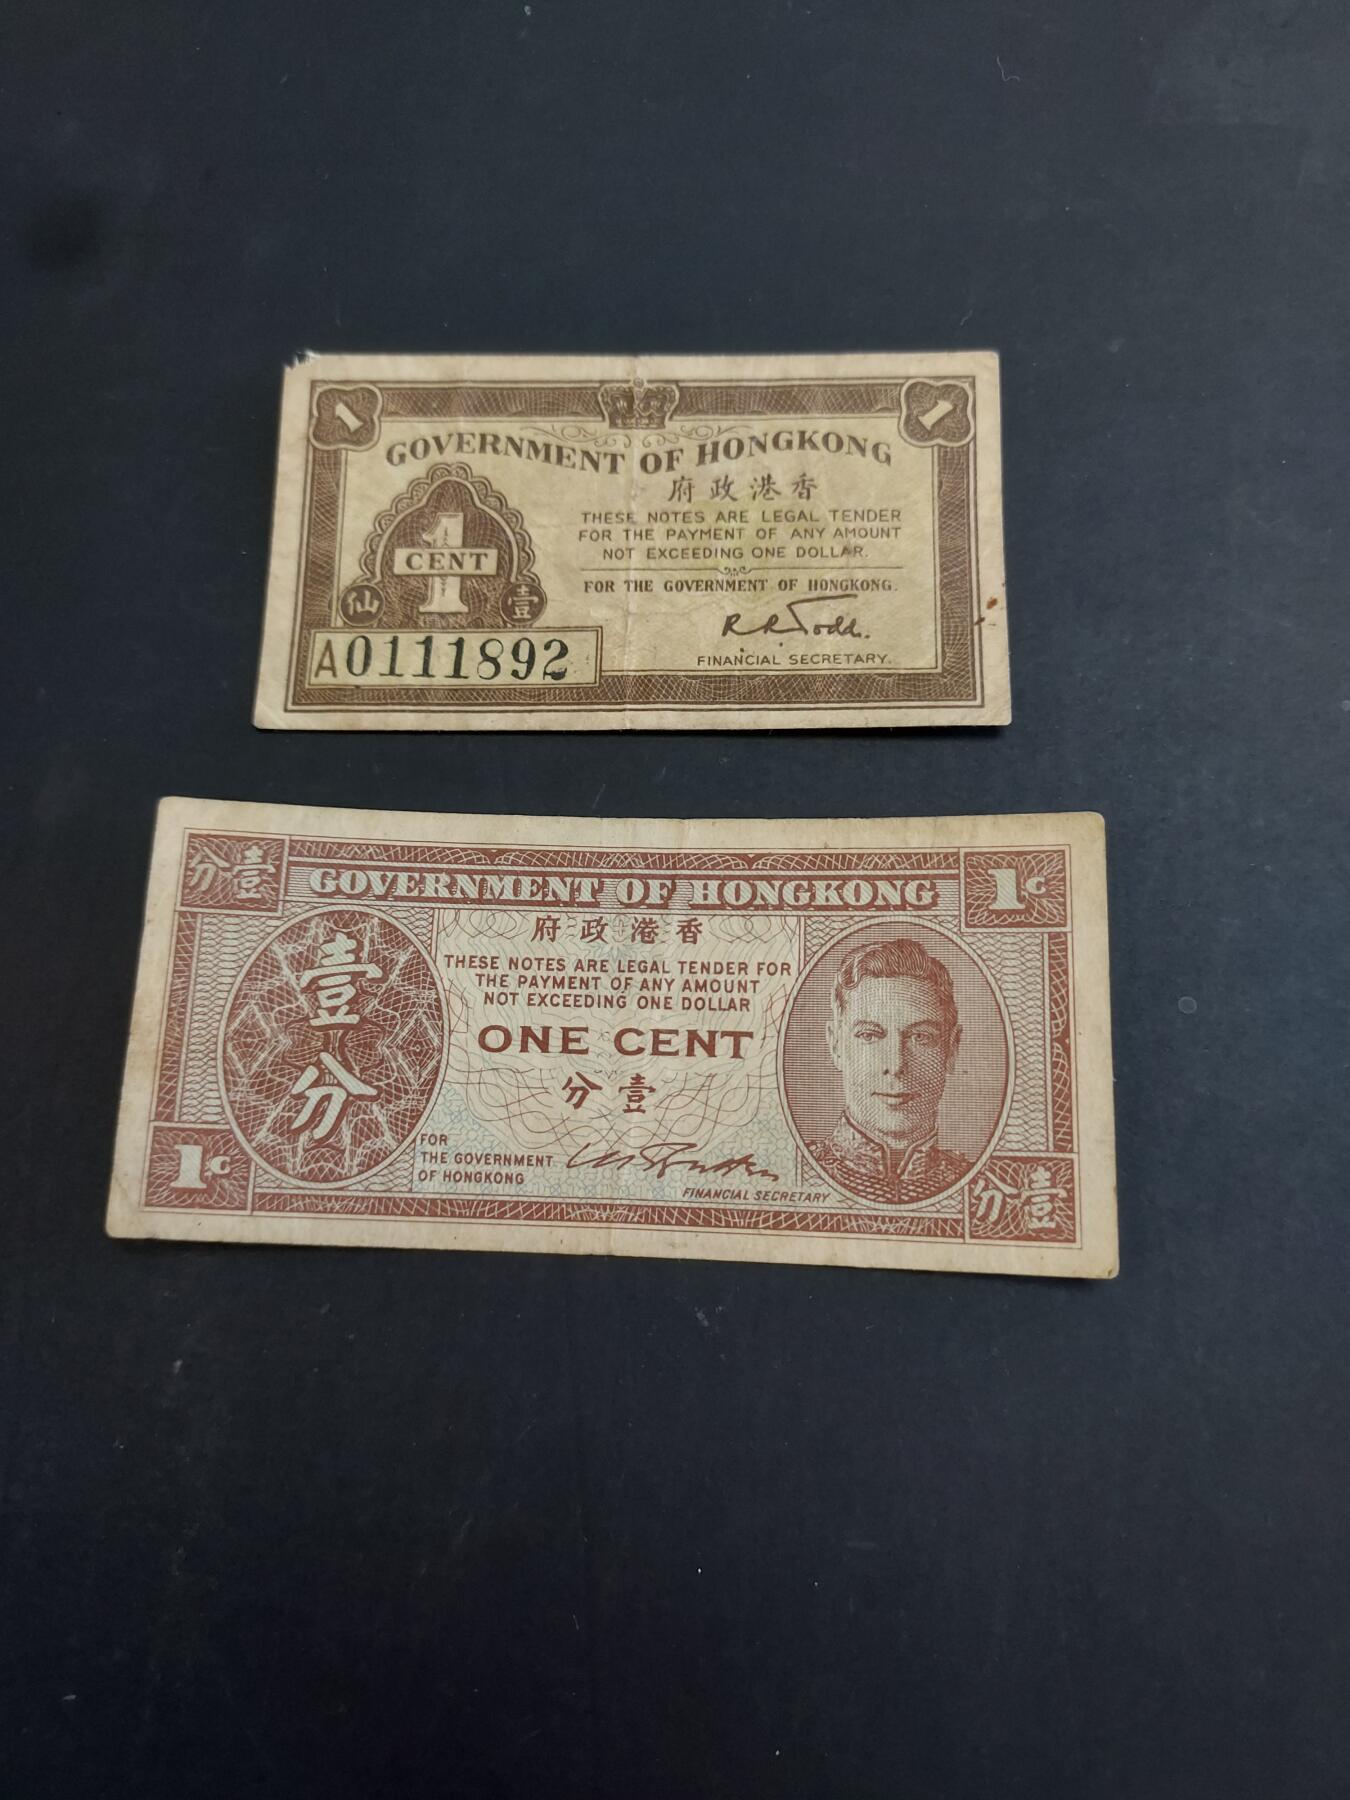 1
1
GOVERNMENT OF HONGKONG
府政港香
THESE NOTES ARE LEGAL TENDER
FOR THE PAYMENT OF ANY AMOUNT
NOT EXCEEDING ONE DOLLAR.
1
CENT
仙
壹
FOR THE GOVERNMENT OF HONGKONG.
R R Todd.
FINANCIAL SECRETARY.
A0111892
分壹
GOVERNMENT OF HONGKONG
1C
府政港香
THESE NOTES ARE LEGAL TENDER FOR
THE PAYMENT OF ANY AMOUNT
NOT EXCEEDING ONE DOLLAR
ONE CENT
分壹
壹
分
FOR
THE GOVERNMENT
OF HONGKONG
FINANCIAL SECRETARY
1C
分壹